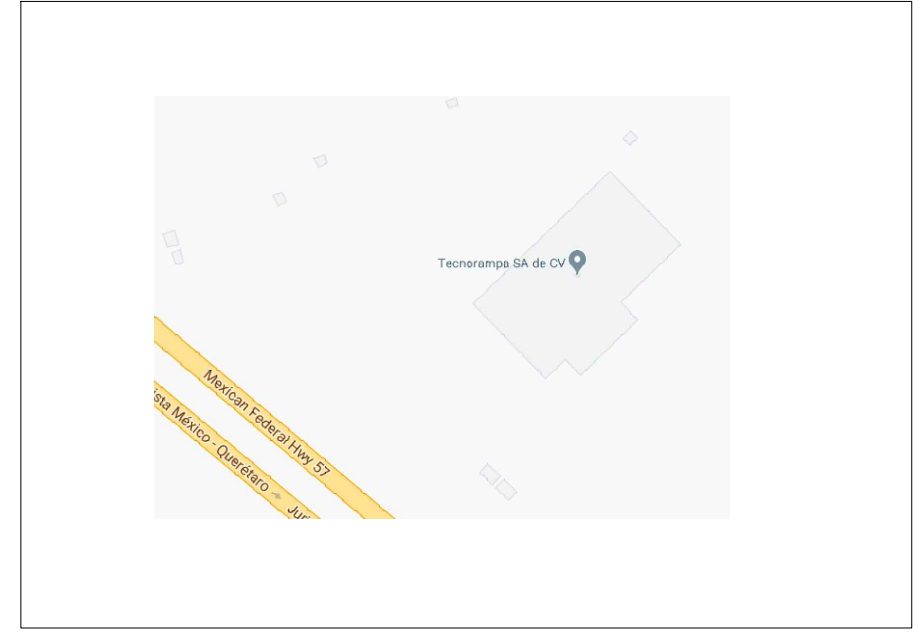 Tecnorampa SA de CV
Mexican Federal Hwy 57
ista México - Querétaro